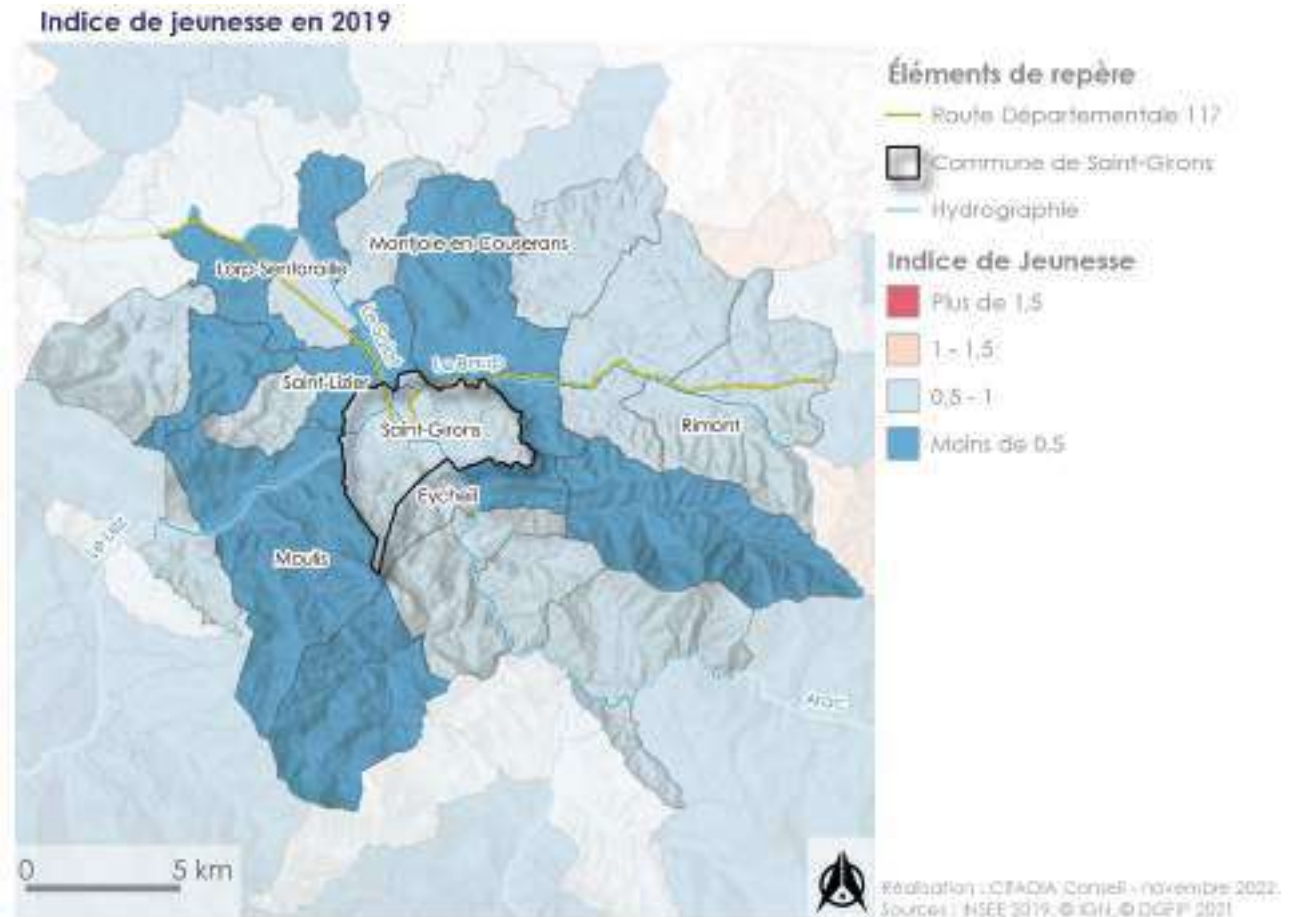 Indice de jeunesse en 2019
Éléments de repère
Route Départementale 117
Commune de Saint-Girons
Hydrographie
Indice de Jeunesse
Plus de 1,5
1 - 1,5
0,5 - 1
Moins de 0,5
Montjoie-en-Couserans
Lorp-Sentaraille
Le Salat
Le Baup
Saint-Lizier
Saint-Girons
Rimont
Eycheil
Le Lez
Moulis
Arac
0 5 km
Réalisation : CITADIA Conseil - novembre 2022.
Sources : INSEE 2019, © IGN, © DGFIP 2021